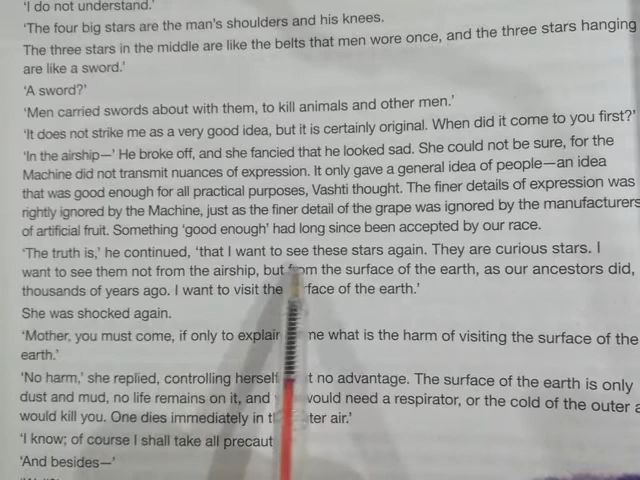 'I do not understand.'
'The four big stars are the man's shoulders and his knees.
The three stars in the middle are like the belts that men wore once, and the three stars hanging
are like a sword.'
'A sword?'
'Men carried swords about with them, to kill animals and other men.'
'It does not strike me as a very good idea, but it is certainly original. When did it come to you first?'
'In the airship—' He broke off, and she fancied that he looked sad. She could not be sure, for the
Machine did not transmit nuances of expression. It only gave a general idea of people—an idea
that was good enough for all practical purposes, Vashti thought. The finer details of expression was
rightly ignored by the Machine, just as the finer detail of the grape was ignored by the manufacturers
of artificial fruit. Something 'good enough' had long since been accepted by our race.
'The truth is,' he continued, 'that I want to see these stars again. They are curious stars. I
want to see them not from the airship, but from the surface of the earth, as our ancestors did,
thousands of years ago. I want to visit the rface of the earth.'
She was shocked again.
'Mother, you must come, if only to explain me what is the harm of visiting the surface of the
earth.'
'No harm,' she replied, controlling herself t no advantage. The surface of the earth is only
dust and mud, no life remains on it, and would need a respirator, or the cold of the outer a
would kill you. One dies immediately in t ter air.'
'I know; of course I shall take all precaut
'And besides—'